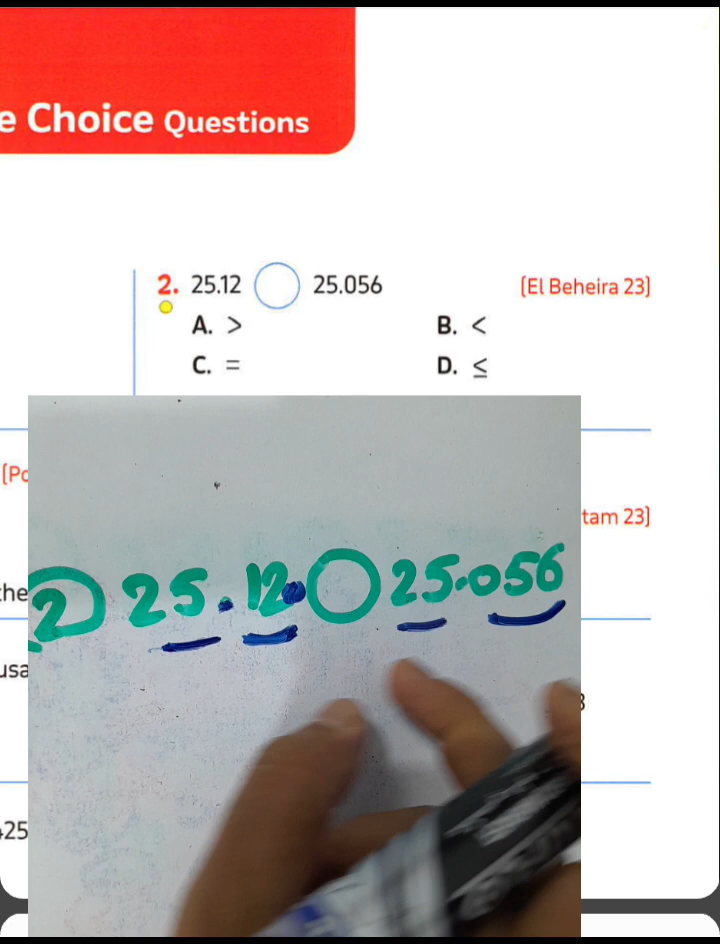 e Choice Questions
2. 25.12 ◯ 25.056 [El Beheira 23]
A. > B. <
C. = D. ≤
[Po
tam 23]
he
usa
25
2 25.12 ◯ 25.056